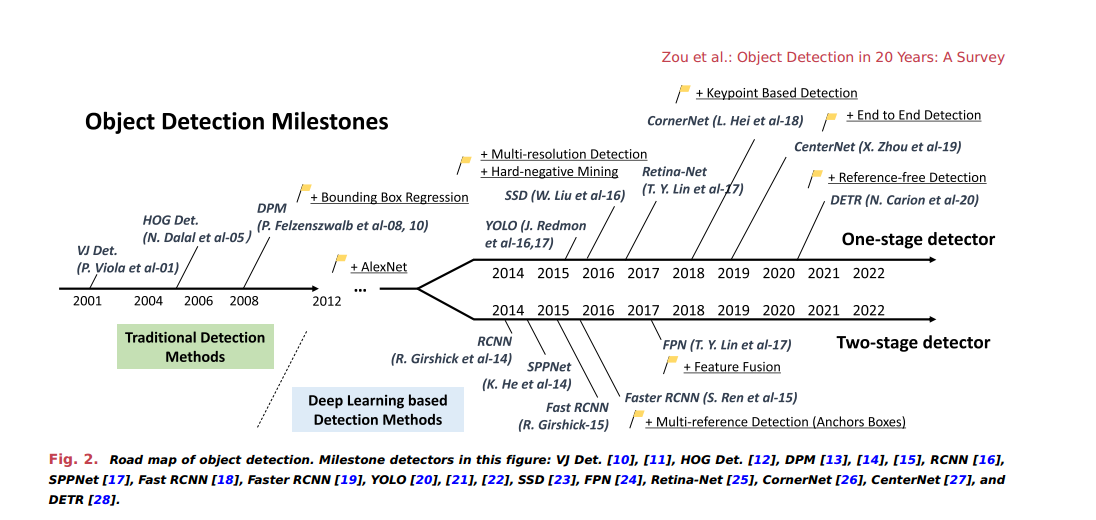 Zou et al.: Object Detection in 20 Years: A Survey
Object Detection Milestones
+ Keypoint Based Detection
CornerNet (L. Hei et al-18)
+ End to End Detection
CenterNet (X. Zhou et al-19)
+ Multi-resolution Detection
+ Hard-negative Mining
Retina-Net
(T. Y. Lin et al-17)
+ Reference-free Detection
DETR (N. Carion et al-20)
SSD (W. Liu et al-16)
+ Bounding Box Regression
DPM
(P. Felzenszwalb et al-08, 10)
HOG Det.
(N. Dalal et al-05)
YOLO (J. Redmon
et al-16,17)
VJ Det.
(P. Viola et al-01)
One-stage detector
+ AlexNet
2014 2015 2016 2017 2018 2019 2020 2021 2022
...
2001 2004 2006 2008 2012
2014 2015 2016 2017 2018 2019 2020 2021 2022
Two-stage detector
Traditional Detection
Methods
RCNN
(R. Girshick et al-14)
FPN (T. Y. Lin et al-17)
+ Feature Fusion
SPPNet
(K. He et al-14)
Deep Learning based
Detection Methods
Fast RCNN
(R. Girshick-15)
Faster RCNN (S. Ren et al-15)
+ Multi-reference Detection (Anchors Boxes)
Fig. 2. Road map of object detection. Milestone detectors in this figure: VJ Det. [10], [11], HOG Det. [12], DPM [13], [14], [15], RCNN [16],
SPPNet [17], Fast RCNN [18], Faster RCNN [19], YOLO [20], [21], [22], SSD [23], FPN [24], Retina-Net [25], CornerNet [26], CenterNet [27], and
DETR [28].